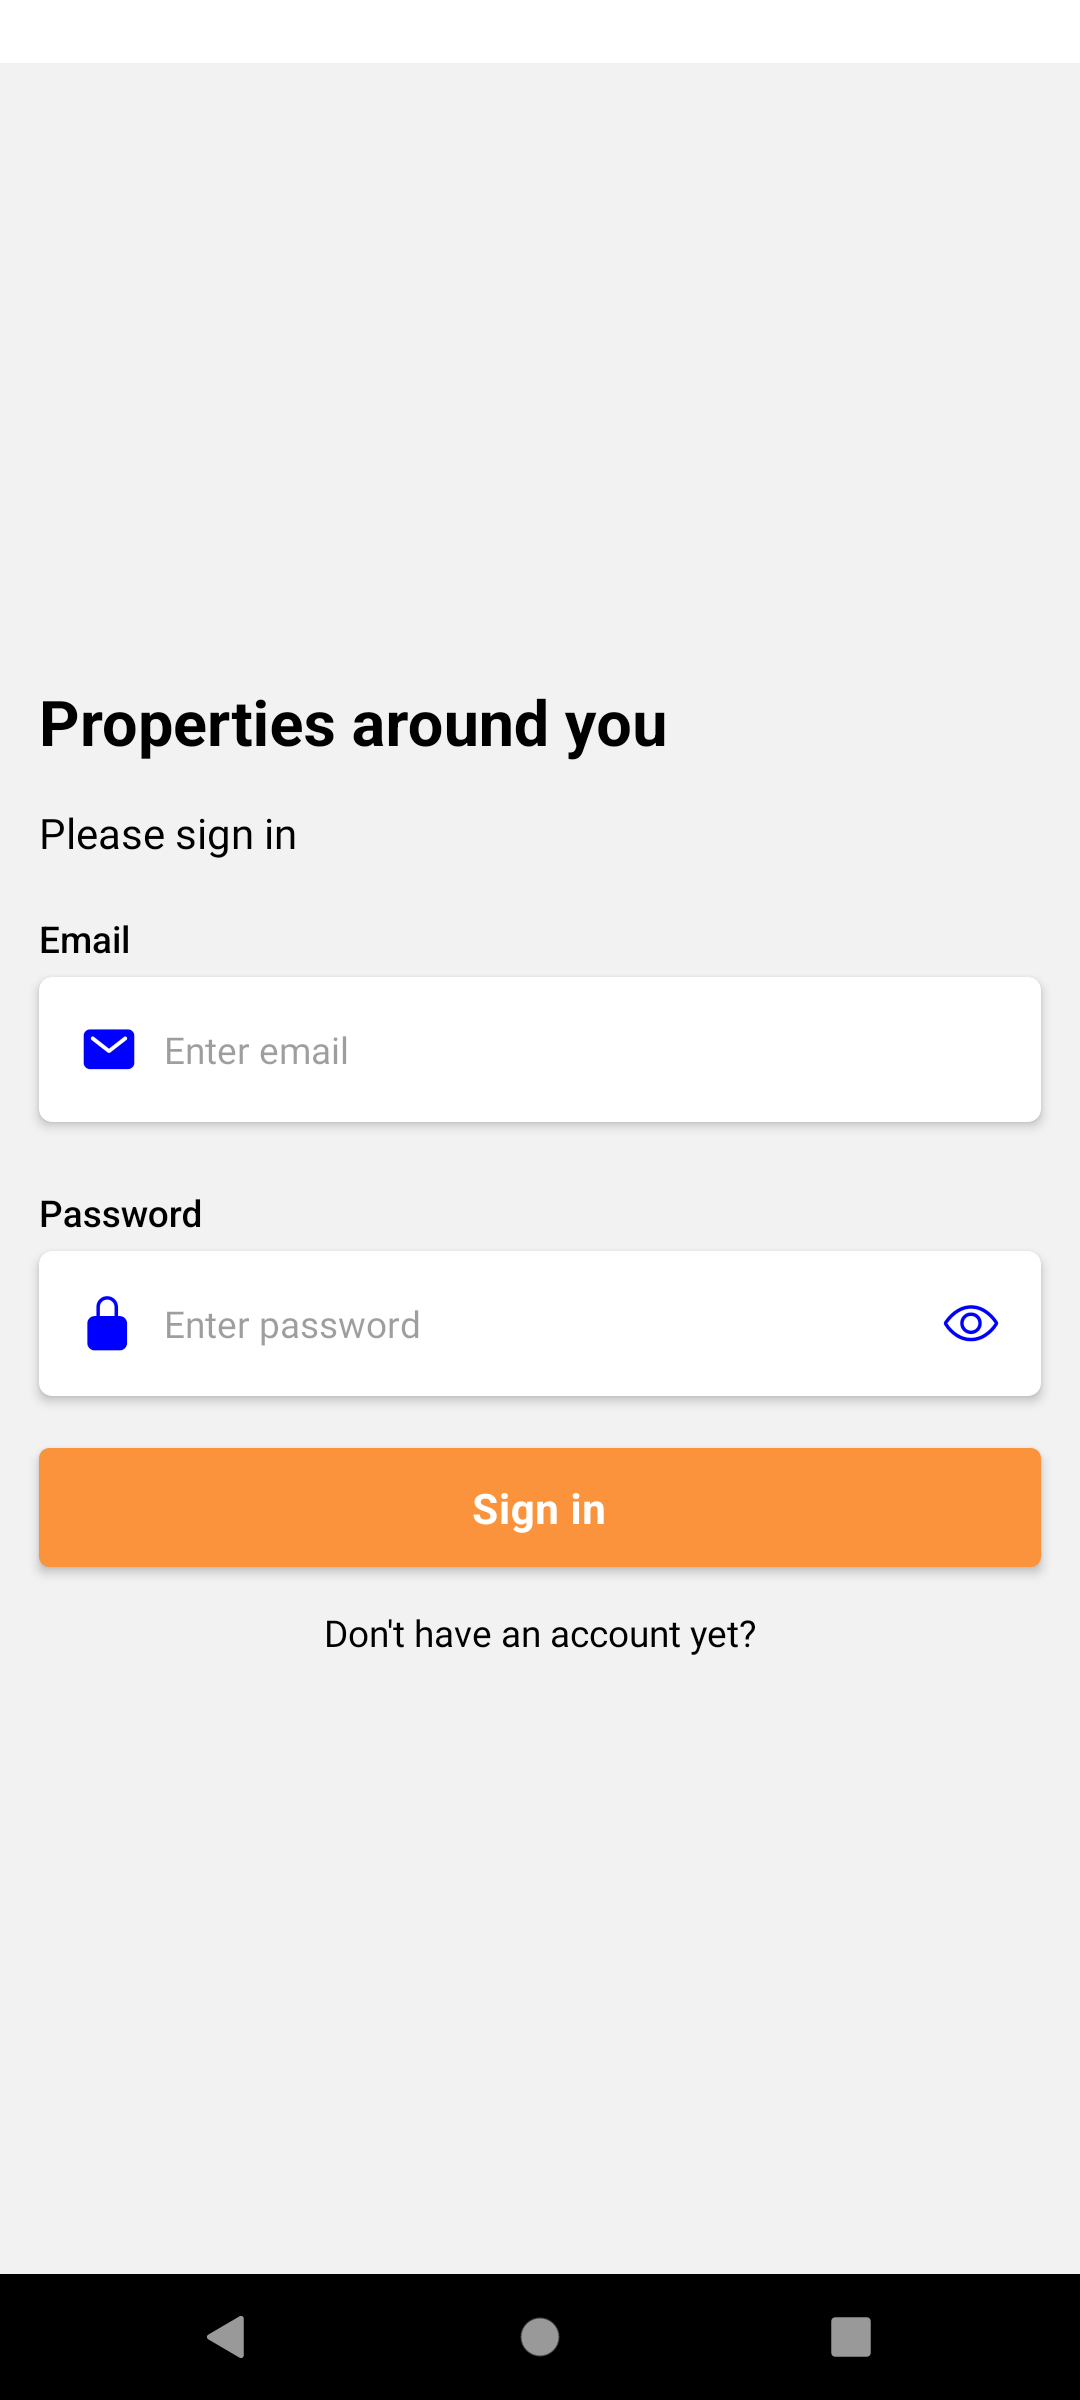 Properties around you
Please sign in
Email
Enter email
Password
Enter password
Sign in
Don't have an account yet?